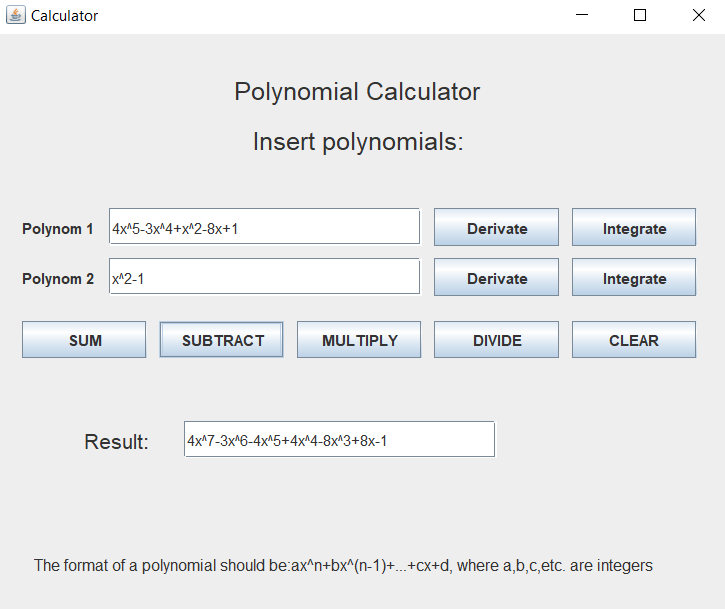 Calculator
Polynomial Calculator
Insert polynomials:
Polynom 1 4x^5-3x^4+x^2-8x+1 Derivate Integrate
Polynom 2 x^2-1 Derivate Integrate
SUM SUBTRACT MULTIPLY DIVIDE CLEAR
Result: 4x^7-3x^6-4x^5+4x^4-8x^3+8x-1
The format of a polynomial should be:ax^n+bx^(n-1)+...+cx+d, where a,b,c,etc. are integers